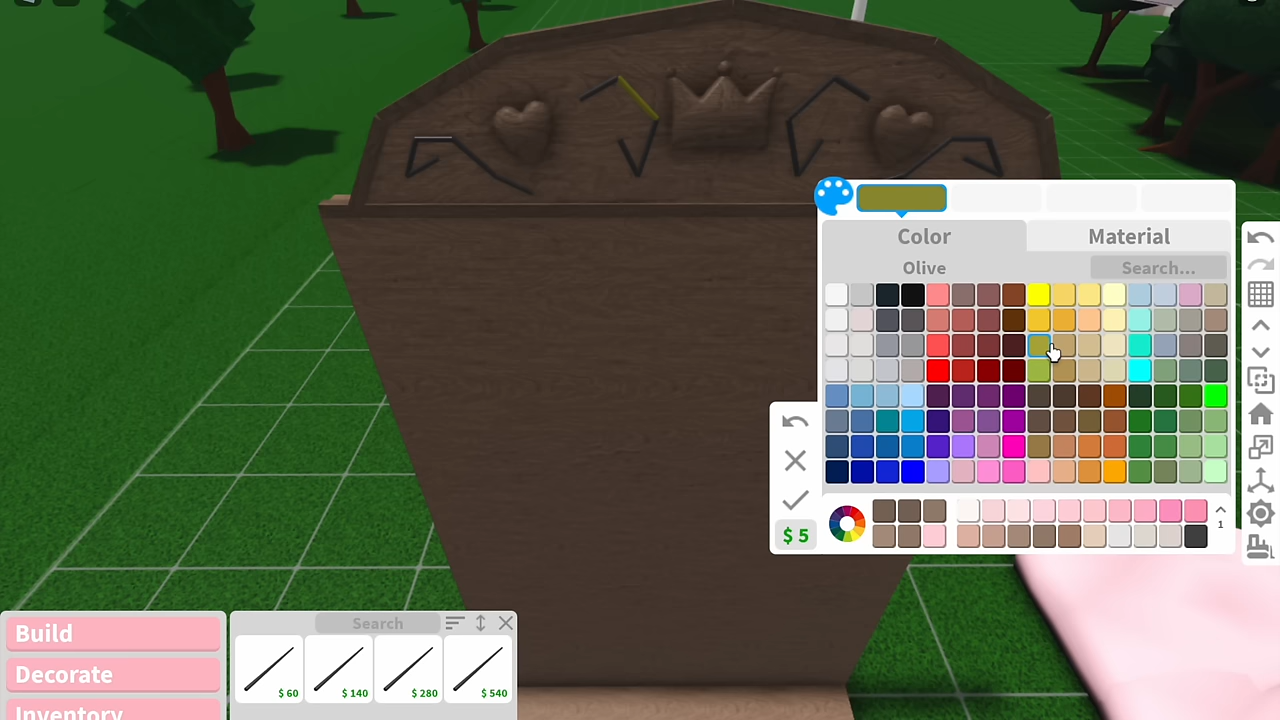 Color
Material
Olive
Search...
$ 5
1
Build
Decorate
Inventory
Search
$ 60
$ 140
$ 280
$ 540